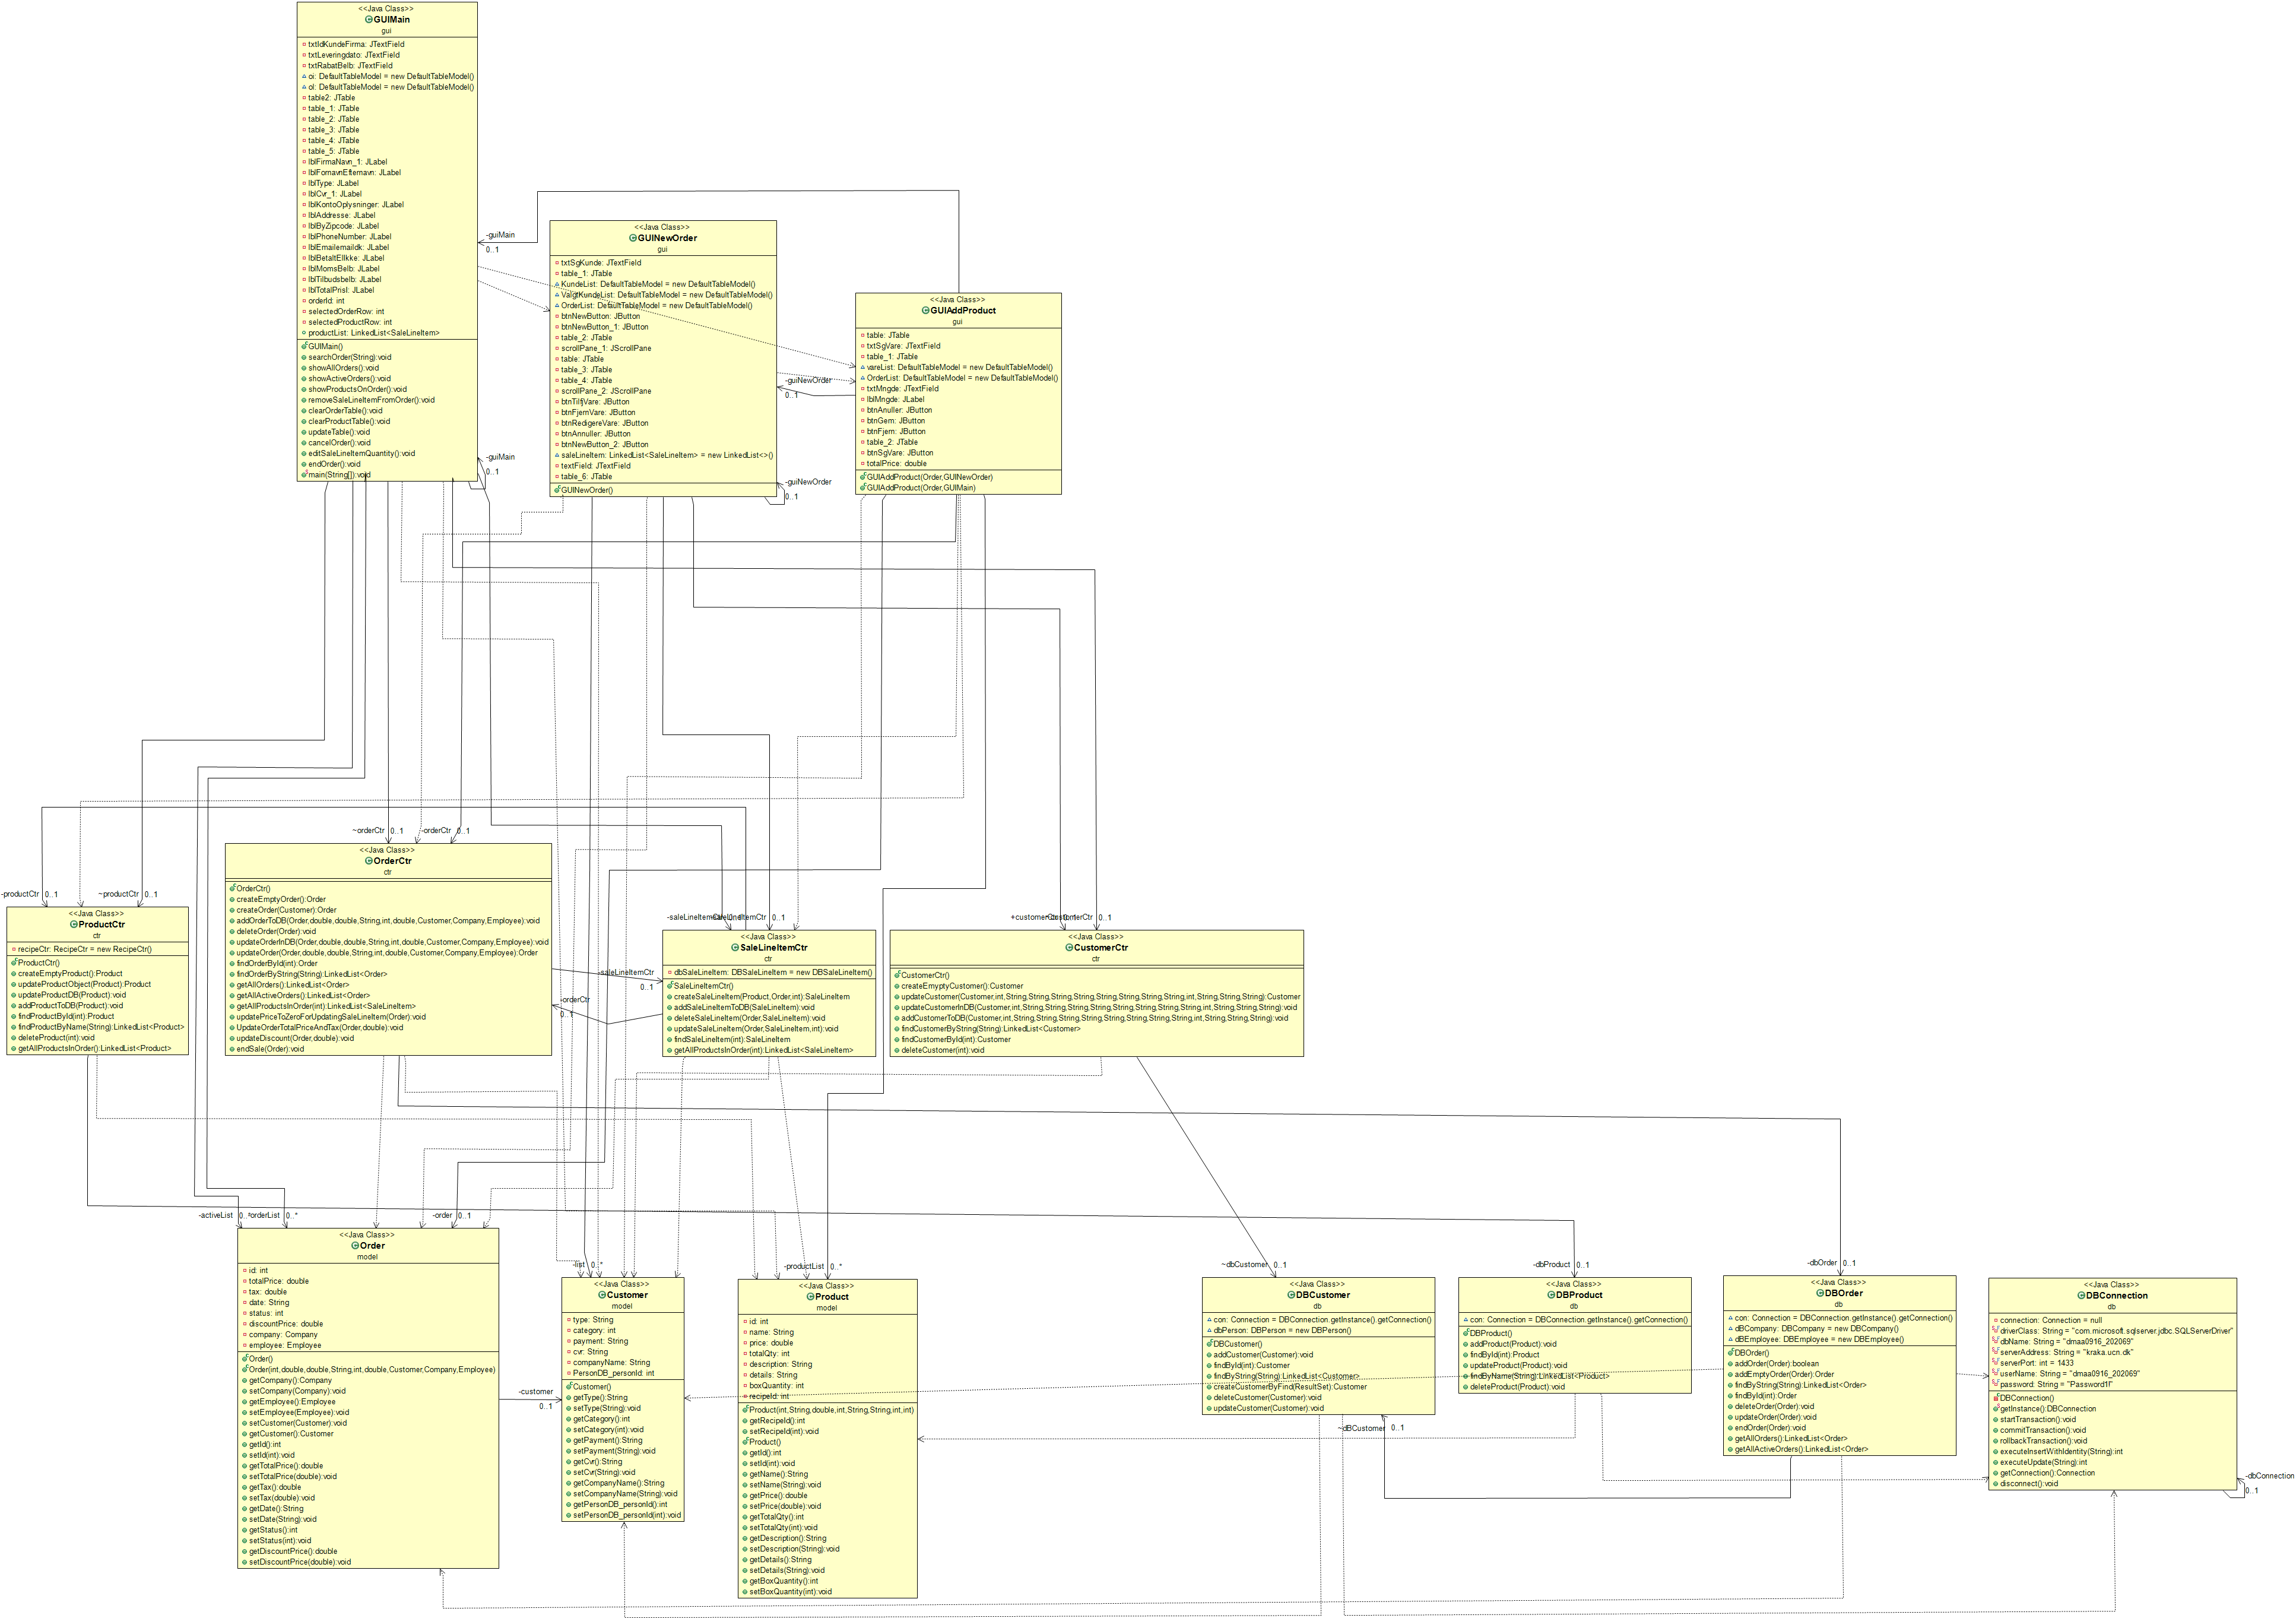 <<Java Class>>
GUIMain
gui
txtIdKundeFirma: JTextField
txtLeveringdato: JTextField
txtRabatBelb: JTextField
oi: DefaultTableModel = new DefaultTableModel()
ol: DefaultTableModel = new DefaultTableModel()
table2: JTable
table_1: JTable
table_2: JTable
table_3: JTable
table_4: JTable
table_5: JTable
lblFirmaNavn_1: JLabel
lblFornavnEfternavn: JLabel
lblType: JLabel
lblCvr_1: JLabel
lblKontoOplysninger: JLabel
lblAddresse: JLabel
lblByZipcode: JLabel
lblPhoneNumber: JLabel
lblEmailemaildk: JLabel
lblBetaltEllkke: JLabel
lblMomsBelb: JLabel
lblTilbudsbelb: JLabel
lblTotalPrisl: JLabel
orderId: int
selectedOrderRow: int
selectedProductRow: int
productList: LinkedList<SaleLineItem>
GUIMain()
searchOrder(String):void
showAllOrders():void
showActiveOrders():void
showProductsOnOrder():void
removeSaleLineItemFromOrder():void
clearOrderTable():void
clearProductTable():void
updateTable():void
cancelOrder():void
editSaleLineItemQuantity():void
endOrder():void
main(String[]):void
-guiMain
0..1
-guiMain
0..1
<<Java Class>>
GUINewOrder
gui
txtSgKunde: JTextField
table_1: JTable
KundeList: DefaultTableModel = new DefaultTableModel()
ValgtKundeList: DefaultTableModel = new DefaultTableModel()
OrderList: DefaultTableModel = new DefaultTableModel()
btnNewButton: JButton
btnNewButton_1: JButton
table_2: JTable
scrollPane_1: JScrollPane
table: JTable
table_3: JTable
table_4: JTable
scrollPane_2: JScrollPane
btnTilfjVare: JButton
btnFjernVare: JButton
btnRedigereVare: JButton
btnAnnuller: JButton
btnNewButton_2: JButton
saleLineItem: LinkedList<SaleLineItem> = new LinkedList<>()
textField: JTextField
table_6: JTable
GUINewOrder()
-guiNewOrder
0..1
-guiNewOrder
0..1
<<Java Class>>
GUIAddProduct
gui
table: JTable
txtSgVare: JTextField
table_1: JTable
vareList: DefaultTableModel = new DefaultTableModel()
OrderList: DefaultTableModel = new DefaultTableModel()
txtMngde: JTextField
lblMngde: JLabel
btnAnuller: JButton
btnGem: JButton
btnFjern: JButton
table_2: JTable
btnSgVare: JButton
totalPrice: double
GUIAddProduct(Order,GUINewOrder)
GUIAddProduct(Order,GUIMain)
-productCtr 0..1
~productCtr 0..1
<<Java Class>>
ProductCtr
ctr
recipeCtr: RecipeCtr = new RecipeCtr()
ProductCtr()
createEmptyProduct():Product
updateProductObject(Product):Product
updateProductDB(Product):void
addProductToDB(Product):void
findProductById(int):Product
findProductByName(String):LinkedList<Product>
deleteProduct(int):void
getAllProductsInOrder():LinkedList<Product>
~orderCtr 0..1
-orderCtr 0..1
<<Java Class>>
OrderCtr
ctr
OrderCtr()
createEmptyOrder():Order
createOrder(Customer):Order
addOrderToDB(Order,double,double,String,int,double,Customer,Company,Employee):void
deleteOrder(Order):void
updateOrderInDB(Order,double,double,String,int,double,Customer,Company,Employee):void
updateOrder(Order,double,double,String,int,double,Customer,Company,Employee):Order
findOrderById(int):Order
findOrderByString(String):LinkedList<Order>
getAllOrders():LinkedList<Order>
getAllActiveOrders():LinkedList<Order>
getAllProductsInOrder(int):LinkedList<SaleLineItem>
updatePriceToZeroForUpdatingSaleLineItem(Order):void
UpdateOrderTotalPriceAndTax(Order,double):void
updateDiscount(Order,double):void
endSale(Order):void
-saleLineItemCtr
0..1
-orderCtr
0..1
0..1
<<Java Class>>
SaleLineItemCtr
ctr
dbSaleLineItem: DBSaleLineItem = new DBSaleLineItem()
SaleLineItemCtr()
createSaleLineItem(Product,Order,int):SaleLineItem
addSaleLineItemToDB(SaleLineItem):void
deleteSaleLineItem(Order,SaleLineItem):void
updateSaleLineItem(Order,SaleLineItem,int):void
findSaleLineItem(int):SaleLineItem
getAllProductsInOrder(int):LinkedList<SaleLineItem>
0..1
<<Java Class>>
CustomerCtr
ctr
CustomerCtr()
createEmyptyCustomer():Customer
updateCustomer(Customer,int,String,String,String,String,String,String,String,int,String,String,String):Customer
updateCustomerInDB(Customer,int,String,String,String,String,String,String,String,int,String,String,String):void
addCustomerToDB(Customer,int,String,String,String,String,String,String,String,int,String,String,String):void
findCustomerByString(String):LinkedList<Customer>
findCustomerById(int):Customer
deleteCustomer(int):void
-activeList
orderList 0..*
-order 0..1
<<Java Class>>
Order
model
id: int
totalPrice: double
tax: double
date: String
status: int
discountPrice: double
company: Company
employee: Employee
Order()
Order(int,double,double,String,int,double,Customer,Company,Employee)
getCompany():Company
setCompany(Company):void
getEmployee():Employee
setEmployee(Employee):void
setCustomer(Customer):void
getCustomer():Customer
getId():int
setId(int):void
getTotalPrice():double
setTotalPrice(double):void
getTax():double
setTax(double):void
getDate():String
setDate(String):void
getStatus():int
setStatus(int):void
getDiscountPrice():double
setDiscountPrice(double):void
-customer
0..1
-list 0..*
<<Java Class>>
Customer
model
type: String
category: int
payment: String
cvr: String
companyName: String
PersonDB_personId: int
Customer()
getType():String
setType(String):void
getCategory():int
setCategory(int):void
getPayment():String
setPayment(String):void
getCvr():String
setCvr(String):void
getCompanyName():String
setCompanyName(String):void
getPersonDB_personId():int
setPersonDB_personId(int):void
-productList 0..*
<<Java Class>>
Product
model
id: int
name: String
price: double
totalQty: int
description: String
details: String
boxQuantity: int
recipeId: int
Product(int,String,double,int,String,String,int,int)
getRecipeId():int
setRecipeId(int):void
Product()
getId():int
setId(int):void
getName():String
setName(String):void
getPrice():double
setPrice(double):void
getTotalQty():int
setTotalQty(int):void
getDescription():String
setDescription(String):void
getDetails():String
setDetails(String):void
getBoxQuantity():int
setBoxQuantity(int):void
~dbCustomer 0..1
<<Java Class>>
DBCustomer
db
con: Connection = DBConnection.getInstance().getConnection()
dbPerson: DBPerson = new DBPerson()
DBCustomer()
addCustomer(Customer):void
findById(int):Customer
findByString(String):LinkedList<Customer>
createCustomerByFind(ResultSet):Customer
deleteCustomer(Customer):void
updateCustomer(Customer):void
~dBCustomer 0..1
-dbProduct 0..1
<<Java Class>>
DBProduct
db
con: Connection = DBConnection.getInstance().getConnection()
DBProduct()
addProduct(Product):void
findById(int):Product
updateProduct(Product):void
findByName(String):LinkedList<Product>
deleteProduct(Product):void
-dbOrder 0..1
<<Java Class>>
DBOrder
db
con: Connection = DBConnection.getInstance().getConnection()
dBCompany: DBCompany = new DBCompany()
dBEmployee: DBEmployee = new DBEmployee()
DBOrder()
addOrder(Order):boolean
addEmptyOrder(Order):Order
findByString(String):LinkedList<Order>
findById(int):Order
deleteOrder(Order):void
updateOrder(Order):void
endOrder(Order):void
getAllOrders():LinkedList<Order>
getAllActiveOrders():LinkedList<Order>
<<Java Class>>
DBConnection
db
connection: Connection = null
driverClass: String = "com.microsoft.sqlserver.jdbc.SQLServerDriver"
dbName: String = "dmaa0916_202069"
serverAddress: String = "kraka.ucn.dk"
serverPort: int = 1433
userName: String = "dmaa0916_202069"
password: String = "Password1!"
DBConnection()
getInstance():DBConnection
startTransaction():void
commitTransaction():void
rollbackTransaction():void
executeInsertWithIdentity(String):int
executeUpdate(String):int
getConnection():Connection
disconnect():void
-dbConnection
0..1